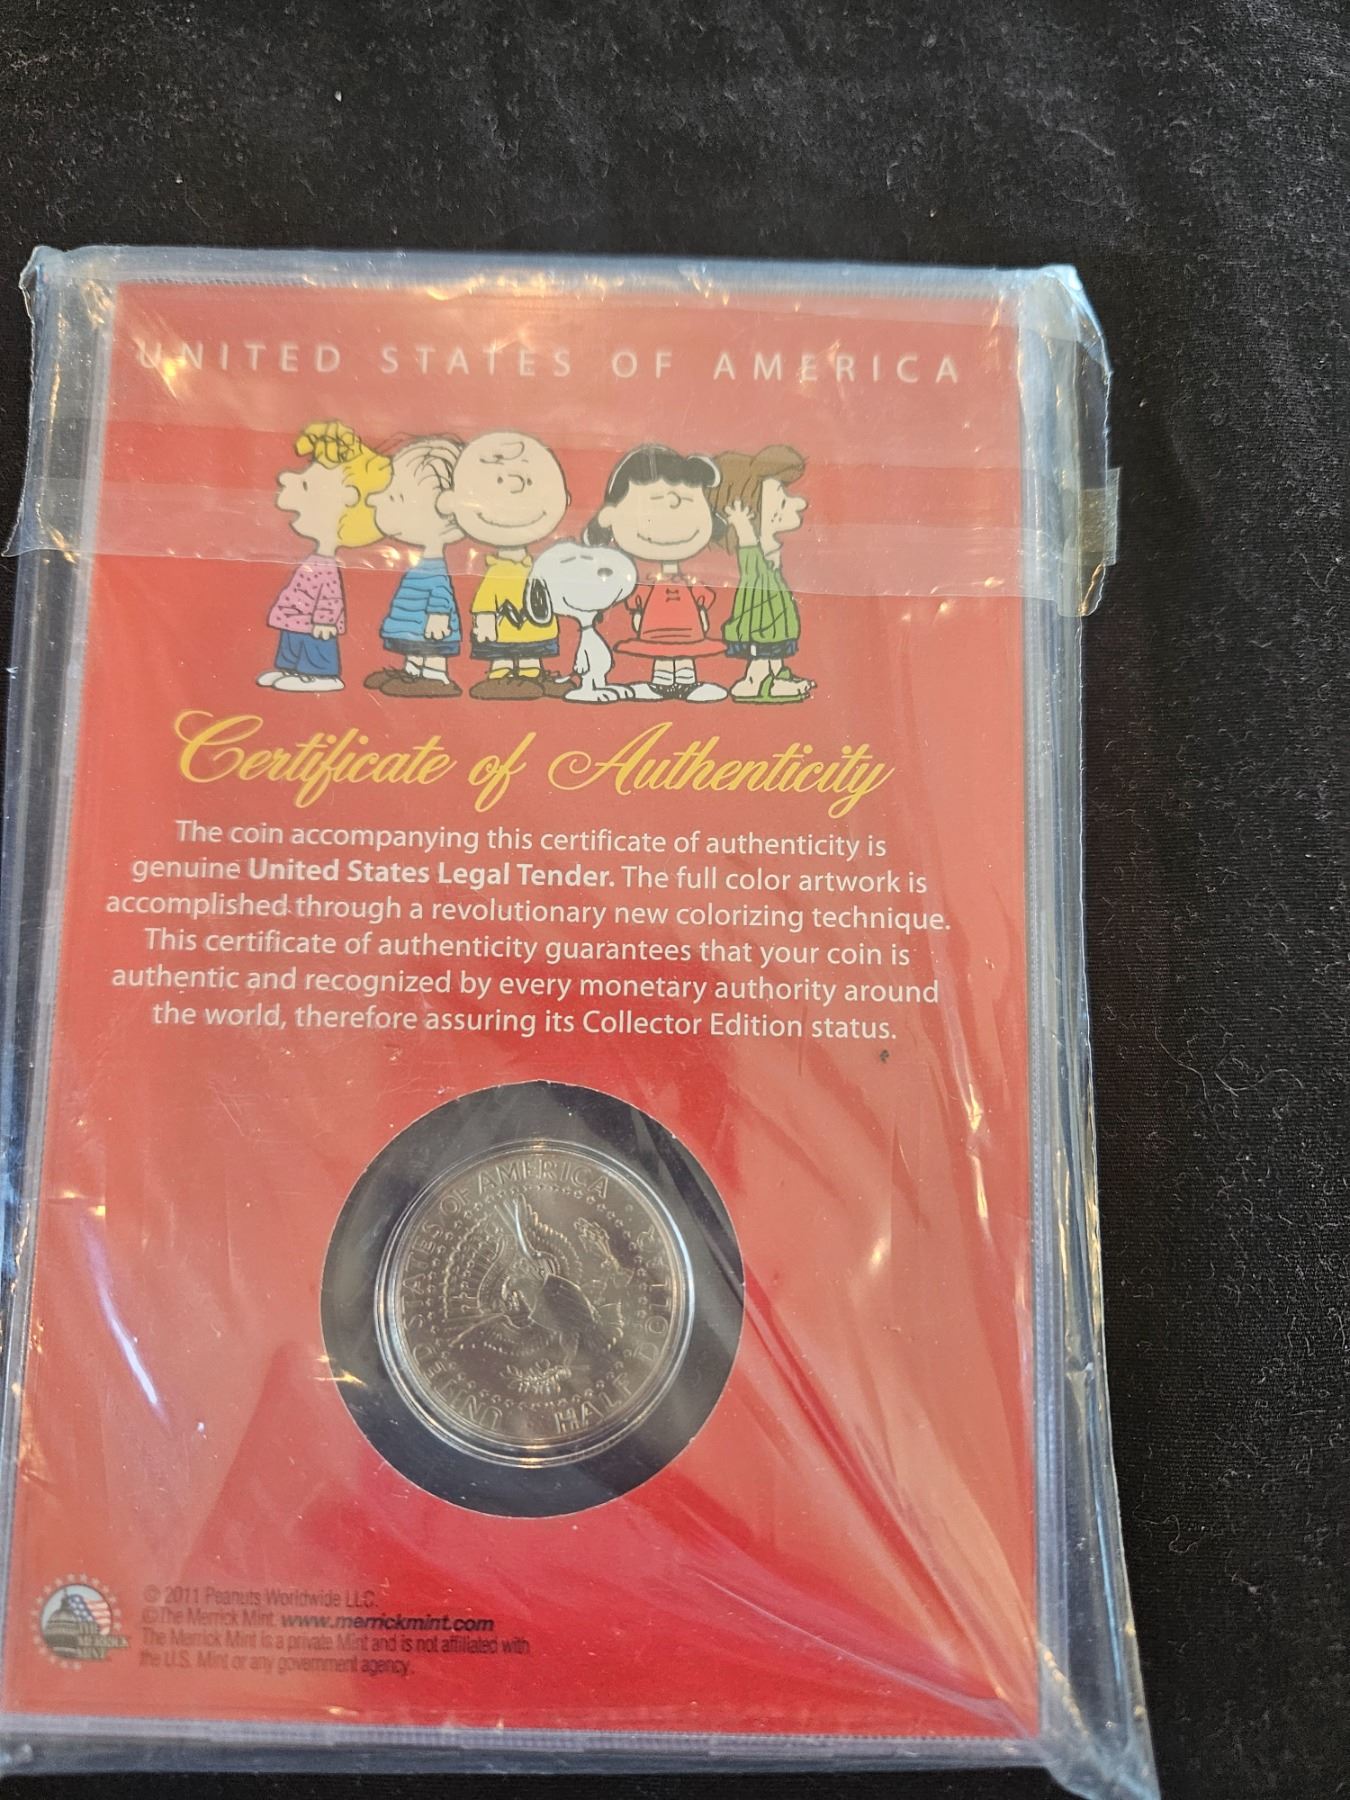 UNITED STATES OF AMERICA
Certificate of Authenticity
The coin accompanying this certificate of authenticity is
genuine United States Legal Tender. The full color artwork is
accomplished through a revolutionary new colorizing technique.
This certificate of authenticity guarantees that your coin is
authentic and recognized by every monetary authority around
the world, therefore assuring its Collector Edition status.
UNITED STATES OF AMERICA
HALF DOLLAR
© 2011 Peanuts Worldwide LLC.
©The Merrick Mint. www.merrickmint.com
The Merrick Mint is a private Mint and is not affiliated with
the U.S. Mint or any government agency.
THE
MERRICK
MINT